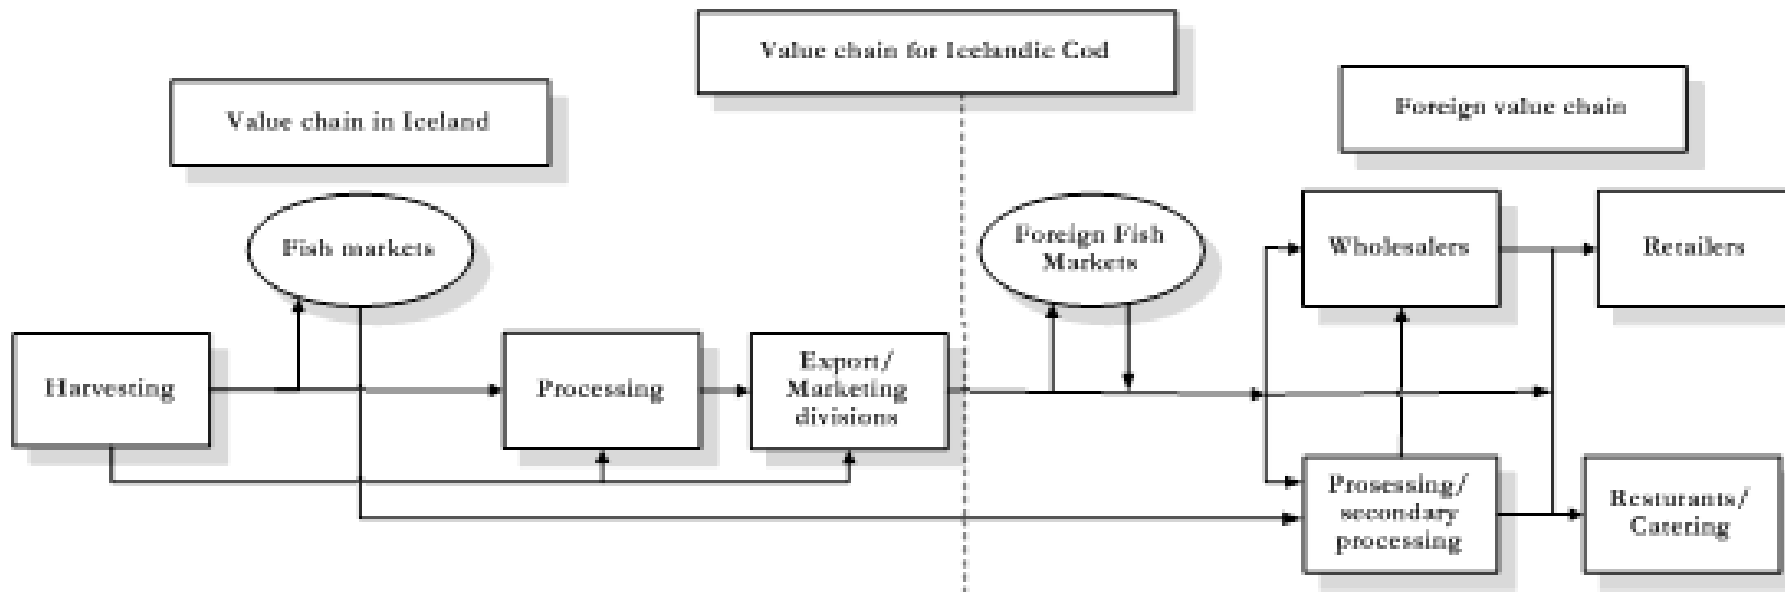 Value chain for Icelandic Cod
Value chain in Iceland
Foreign value chain
Fish markets
Foreign Fish
Markets
Wholesalers
Retailers
Harvesting
Processing
Export/
Marketing
divisions
Prosessing/
secondary
processing
Resturants/
Catering